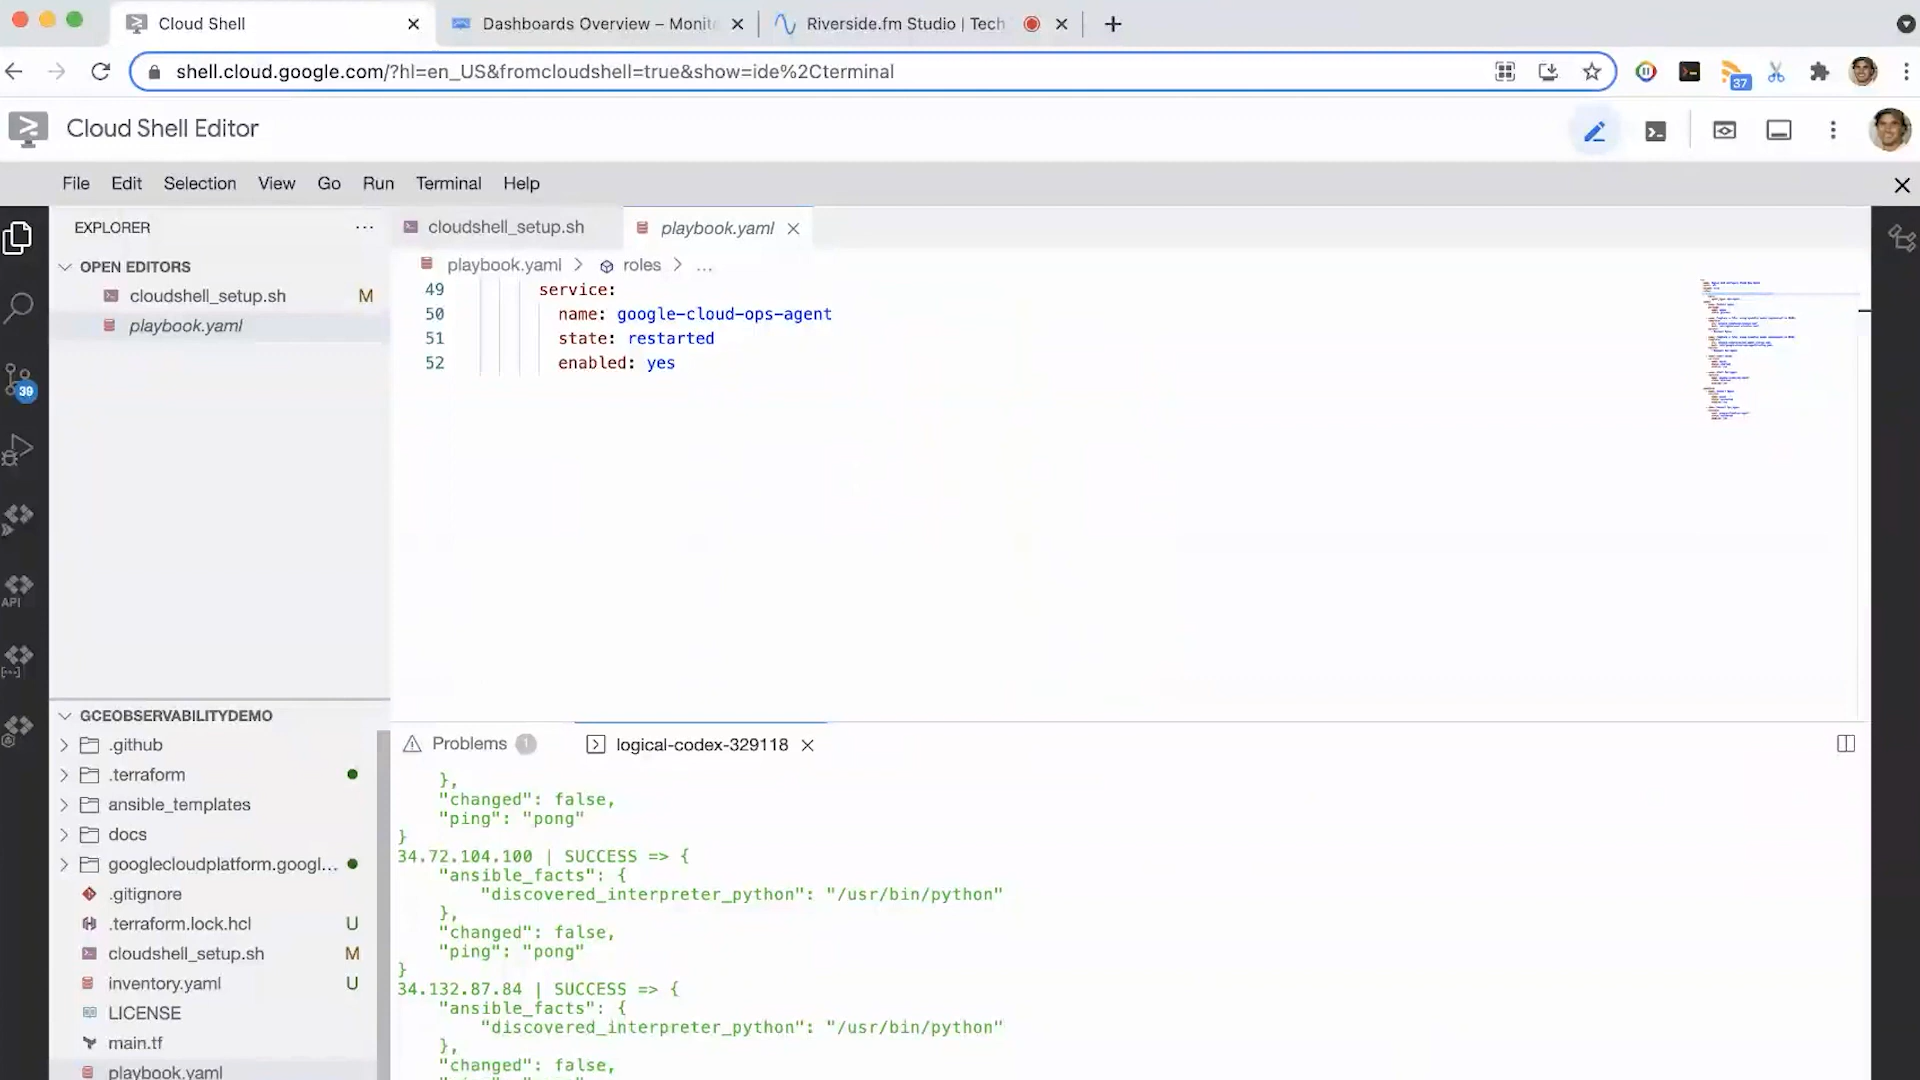 Cloud Shell
Dashboards Overview – Monit
Riverside.fm Studio | Tech
shell.cloud.google.com/?hl=en_US&fromcloudshell=true&show=ide%2Cterminal
37
Cloud Shell Editor
File Edit Selection View Go Run Terminal Help
EXPLORER
cloudshell_setup.sh
playbook.yaml
OPEN EDITORS
playbook.yaml > roles > ...
cloudshell_setup.sh M
playbook.yaml
49 service:
50 name: google-cloud-ops-agent
51 state: restarted
52 enabled: yes
39
API
GCEOBSERVABILITYDEMO
.github
.terraform
ansible_templates
docs
googlecloudplatform.googl...
.gitignore
.terraform.lock.hcl U
cloudshell_setup.sh M
inventory.yaml U
LICENSE
main.tf
playbook.yaml
Problems 1
logical-codex-329118
},
"changed": false,
"ping": "pong"
}
34.72.104.100 | SUCCESS => {
"ansible_facts": {
"discovered_interpreter_python": "/usr/bin/python"
},
"changed": false,
"ping": "pong"
}
34.132.87.84 | SUCCESS => {
"ansible_facts": {
"discovered_interpreter_python": "/usr/bin/python"
},
"changed": false,